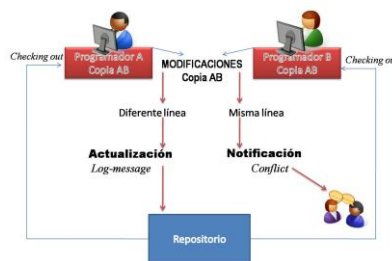 Checking out
Programador A
Copia AB
MODIFICACIONES
Copia AB
Programador B
Copia AB
Checking out
Diferente línea
Misma línea
Actualización
Log-message
Notificación
Conflict
Repositorio